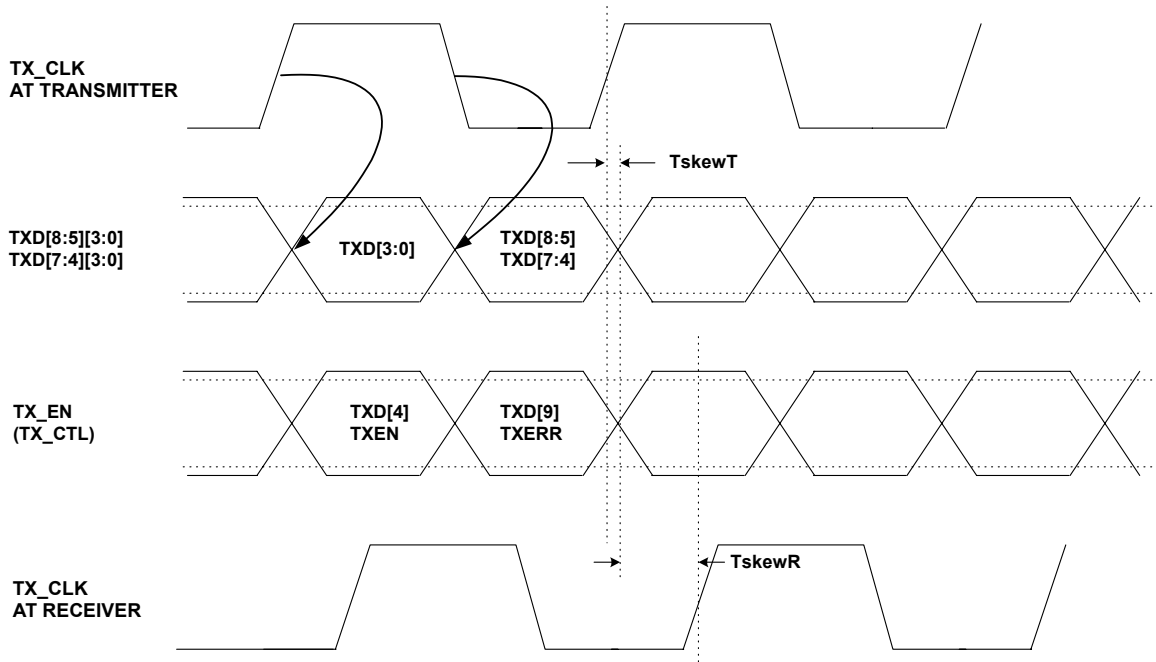 TX_CLK
AT TRANSMITTER
TskewT
TXD[8:5][3:0]
TXD[7:4][3:0]
TXD[3:0]
TXD[8:5]
TXD[7:4]
TX_EN
(TX_CTL)
TXD[4]
TXEN
TXD[9]
TXERR
TskewR
TX_CLK
AT RECEIVER